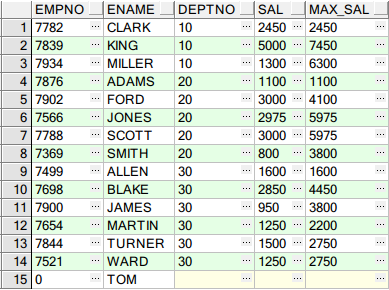 EMPNO ENAME DEPTNO SAL MAX_SAL
1 7782 CLARK 10 2450 2450
2 7839 KING 10 5000 7450
3 7934 MILLER 10 1300 6300
4 7876 ADAMS 20 1100 1100
5 7902 FORD 20 3000 4100
6 7566 JONES 20 2975 5975
7 7788 SCOTT 20 3000 5975
8 7369 SMITH 20 800 3800
9 7499 ALLEN 30 1600 1600
10 7698 BLAKE 30 2850 4450
11 7900 JAMES 30 950 3800
12 7654 MARTIN 30 1250 2200
13 7844 TURNER 30 1500 2750
14 7521 WARD 30 1250 2750
15 0 TOM